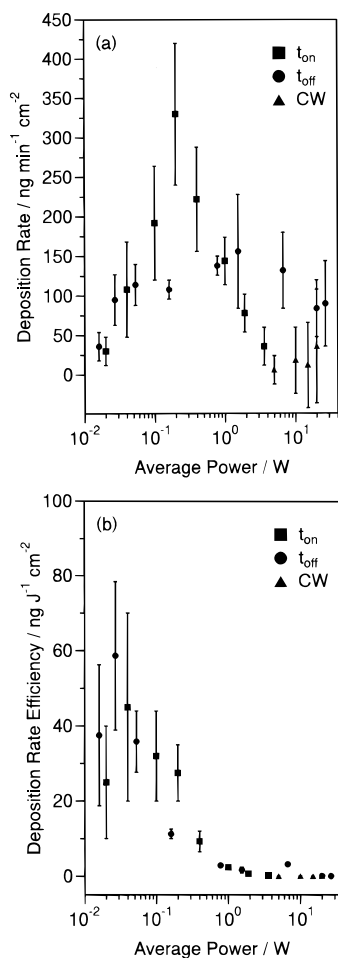 (a)
t_on
t_off
CW
450
400
350
300
250
200
150
100
50
0
Deposition Rate / ng min⁻¹ cm⁻²
10⁻² 10⁻¹ 10⁰ 10¹
Average Power / W
(b)
t_on
t_off
CW
100
80
60
40
20
0
Deposition Rate Efficiency / ng J⁻¹ cm⁻²
10⁻² 10⁻¹ 10⁰ 10¹
Average Power / W